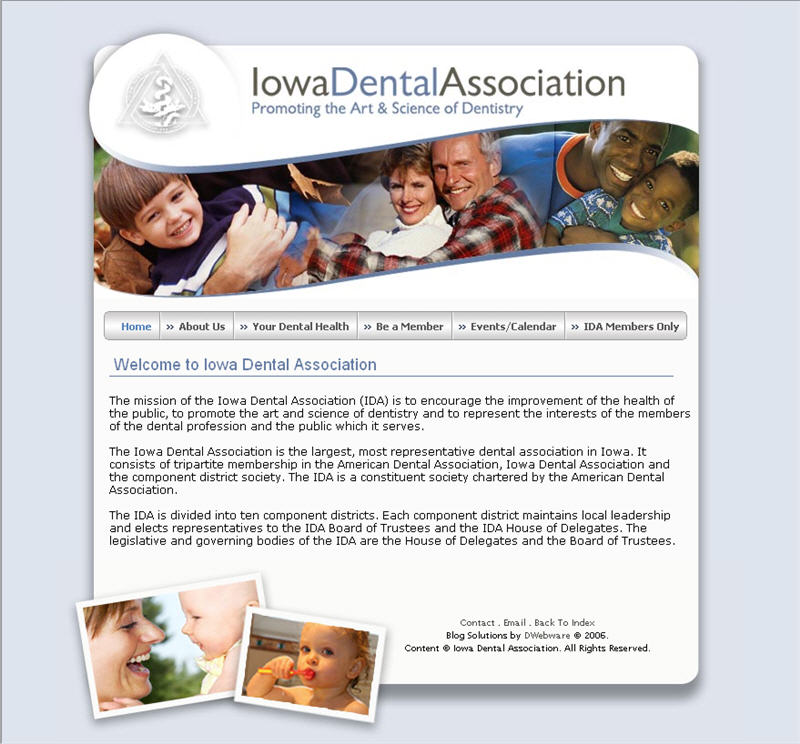 IowaDentalAssociation
Promoting the Art & Science of Dentistry
Home » About Us » Your Dental Health » Be a Member » Events/Calendar » IDA Members Only
Welcome to Iowa Dental Association
The mission of the Iowa Dental Association (IDA) is to encourage the improvement of the health of
the public, to promote the art and science of dentistry and to represent the interests of the members
of the dental profession and the public which it serves.
The Iowa Dental Association is the largest, most representative dental association in Iowa. It
consists of tripartite membership in the American Dental Association, Iowa Dental Association and
the component district society. The IDA is a constituent society chartered by the American Dental
Association.
The IDA is divided into ten component districts. Each component district maintains local leadership
and elects representatives to the IDA Board of Trustees and the IDA House of Delegates. The
legislative and governing bodies of the IDA are the House of Delegates and the Board of Trustees.
Contact . Email . Back To Index
Blog Solutions by DWebware © 2006.
Content © Iowa Dental Association. All Rights Reserved.